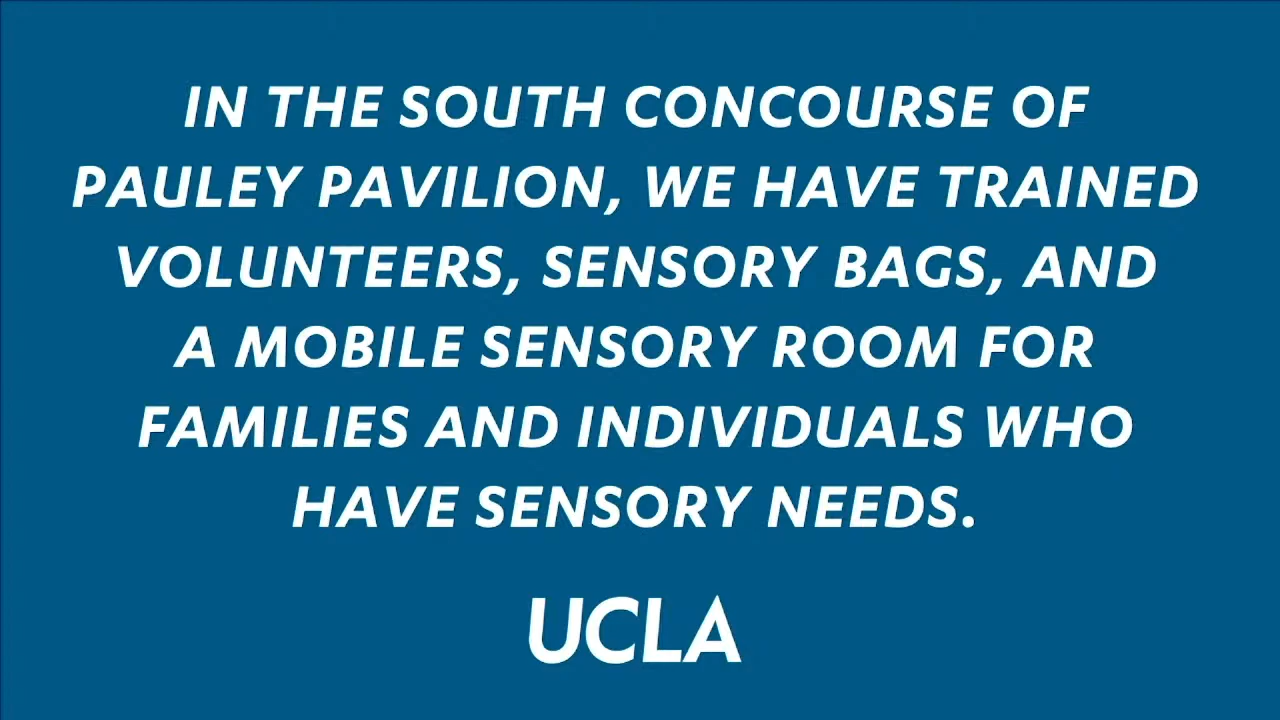 IN THE SOUTH CONCOURSE OF
PAULEY PAVILION, WE HAVE TRAINED
VOLUNTEERS, SENSORY BAGS, AND
A MOBILE SENSORY ROOM FOR
FAMILIES AND INDIVIDUALS WHO
HAVE SENSORY NEEDS.
UCLA